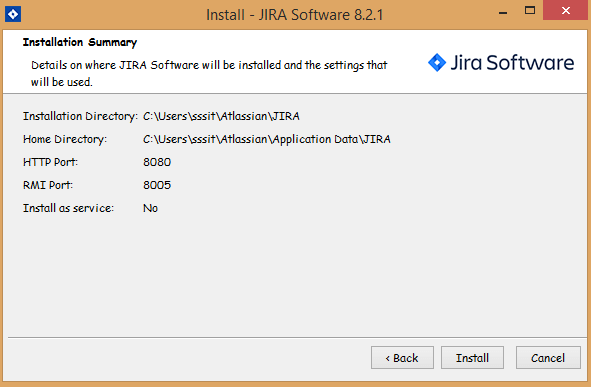 Install - JIRA Software 8.2.1
Installation Summary
Details on where JIRA Software will be installed and the settings that
will be used.
Jira Software
Installation Directory: C:\Users\sssit\Atlassian\JIRA
Home Directory: C:\Users\sssit\Atlassian\Application Data\JIRA
HTTP Port: 8080
RMI Port: 8005
Install as service: No
< Back Install Cancel